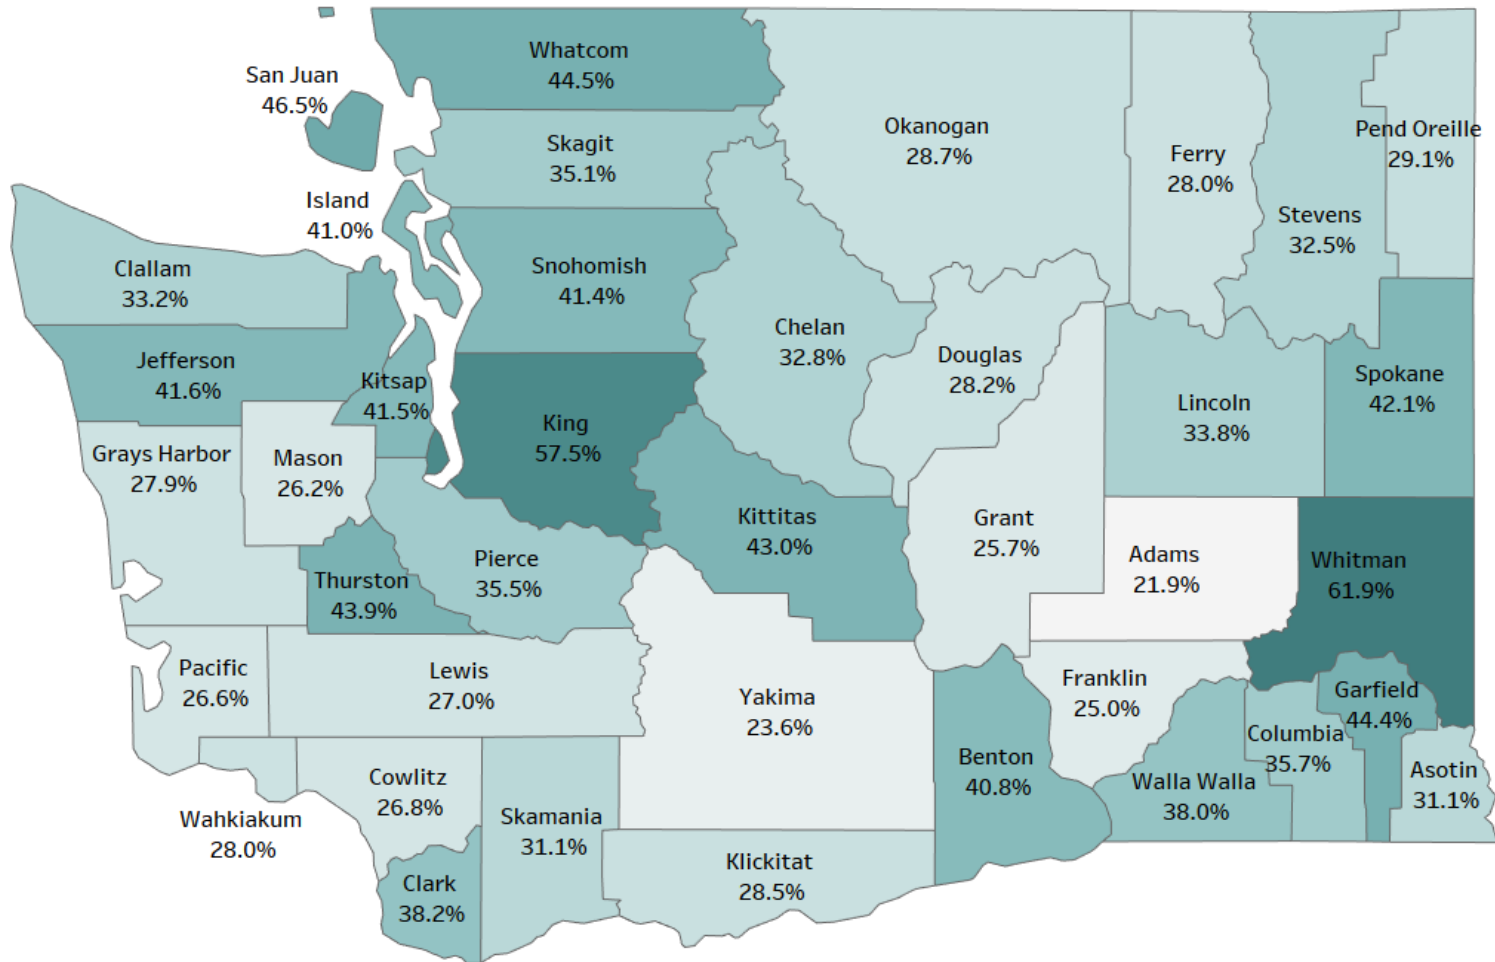 Whatcom
44.5%
San Juan
46.5%
Okanogan
28.7%
Pend Oreille
29.1%
Skagit
35.1%
Ferry
28.0%
Island
41.0%
Stevens
32.5%
Clallam
33.2%
Snohomish
41.4%
Chelan
32.8%
Douglas
28.2%
Jefferson
41.6%
Kitsap
41.5%
Spokane
42.1%
Lincoln
33.8%
King
57.5%
Grays Harbor
27.9%
Mason
26.2%
Kittitas
43.0%
Grant
25.7%
Adams
21.9%
Whitman
61.9%
Pierce
35.5%
Thurston
43.9%
Pacific
26.6%
Lewis
27.0%
Yakima
23.6%
Franklin
25.0%
Garfield
44.4%
Columbia
35.7%
Benton
40.8%
Asotin
31.1%
Walla Walla
38.0%
Cowlitz
26.8%
Wahkiakum
28.0%
Skamania
31.1%
Klickitat
28.5%
Clark
38.2%